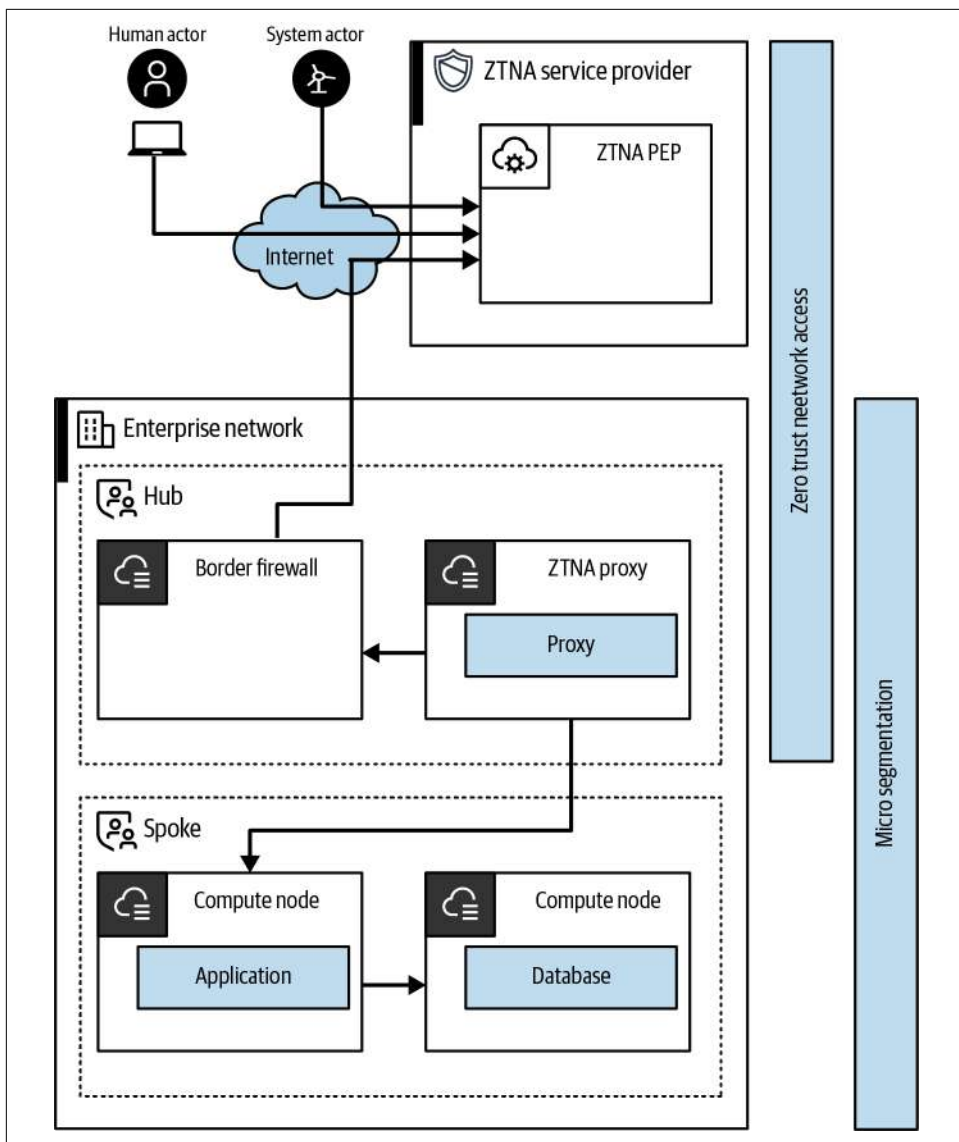 Human actor
System actor
ZTNA service provider
ZTNA PEP
Internet
Zero trust neetwork access
Enterprise network
Hub
Border firewall
ZTNA proxy
Proxy
Micro segmentation
Spoke
Compute node
Compute node
Application
Database